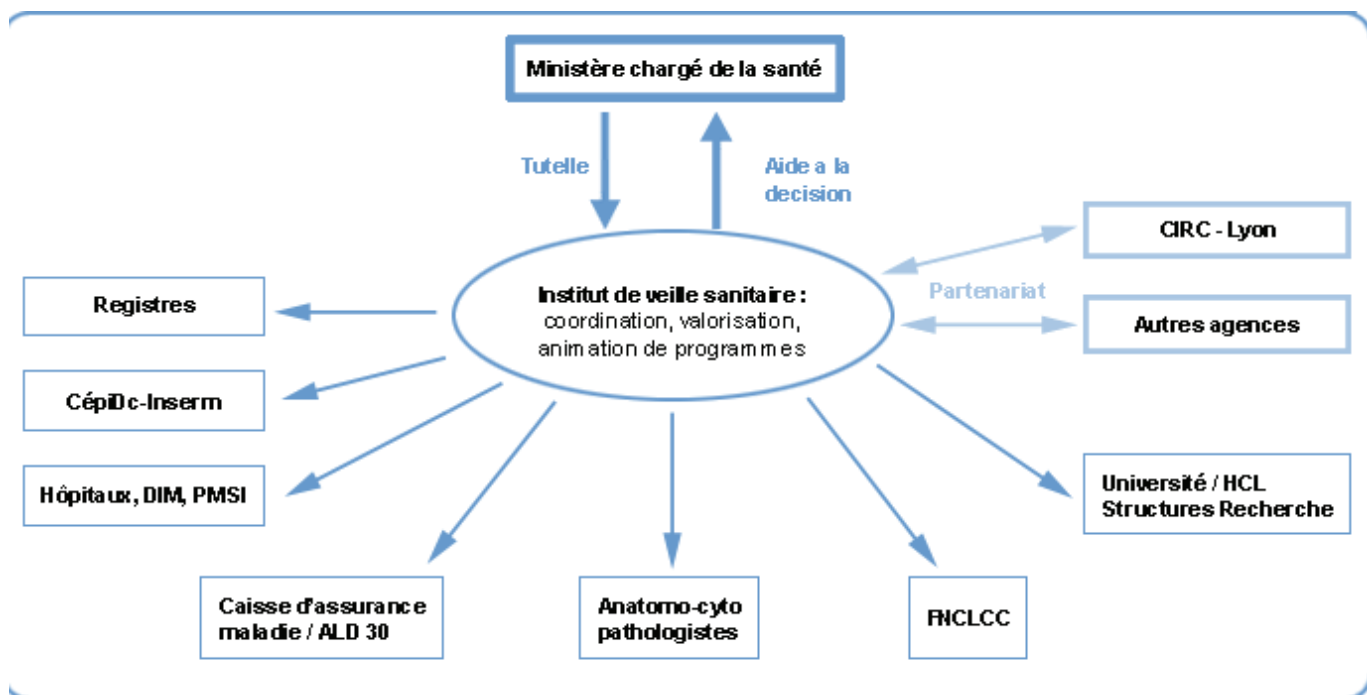 Ministère chargé de la santé
Tutelle
Aide a la
decision
CIRC - Lyon
Partenariat
Autres agences
Institut de veille sanitaire :
coordination, valorisation,
animation de programmes
Registres
CépiDc-Inserm
Hôpitaux, DIM, PMSI
Université / HCL
Structures Recherche
Caisse d'assurance
maladie / ALD 30
Anatomo-cyto
pathologistes
FNCLCC